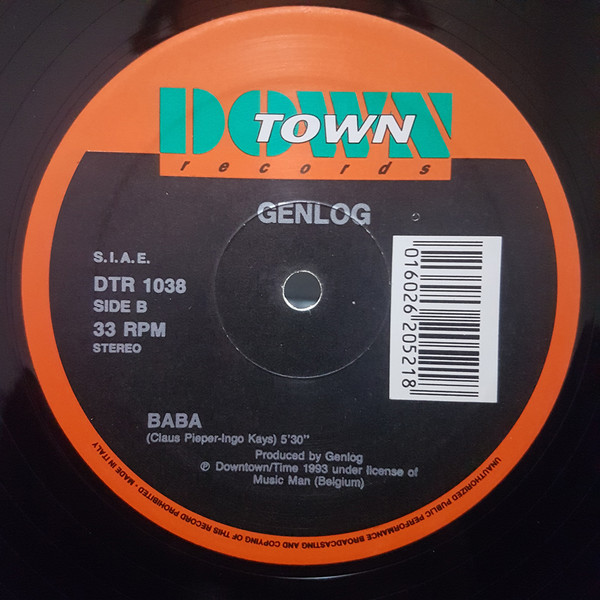 DOWN
TOWN
records
GENLOG
S.I.A.E.
DTR 1038
SIDE B
33 RPM
STEREO
016026 205218
BABA
(Claus Pieper-Ingo Kays) 5'30"
Produced by Genlog
℗ Downtown/Time 1993 under license of
Music Man (Belgium)
UNAUTHORIZED PUBLIC PERFORMANCE BROADCASTING AND COPYING OF THIS RECORD PROHIBITED - MADE IN ITALY